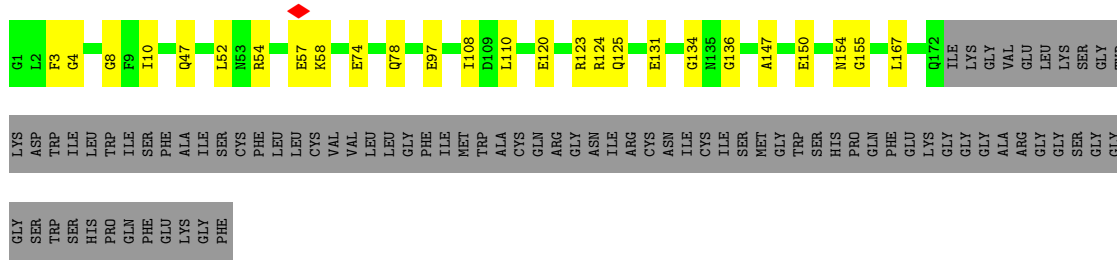 G1 L2 F3 G4 G8 F9 I10 Q47 L52 N53 R54 E57 K58 E74 Q78 E97 I108 D109 L110 E120 R123 R124 Q125 E131 G134 N135 G136 A147 E150 N154 G155 L167 Q172 ILE LYS GLY VAL GLU LEU LYS SER GLY
LYS ASP TRP ILE LEU TRP ILE SER PHE ALA ILE SER CYS PHE LEU LEU CYS VAL VAL LEU LEU GLY PHE ILE MET TRP ALA CYS GLN ARG GLY ASN ILE ARG CYS ASN ILE CYS ILE SER MET GLY TRP SER HIS PRO GLN PHE GLU LYS GLY GLY GLY ALA ARG GLY GLY SER GLY GLY
GLY SER TRP SER HIS PRO GLN PHE GLU LYS GLY PHE